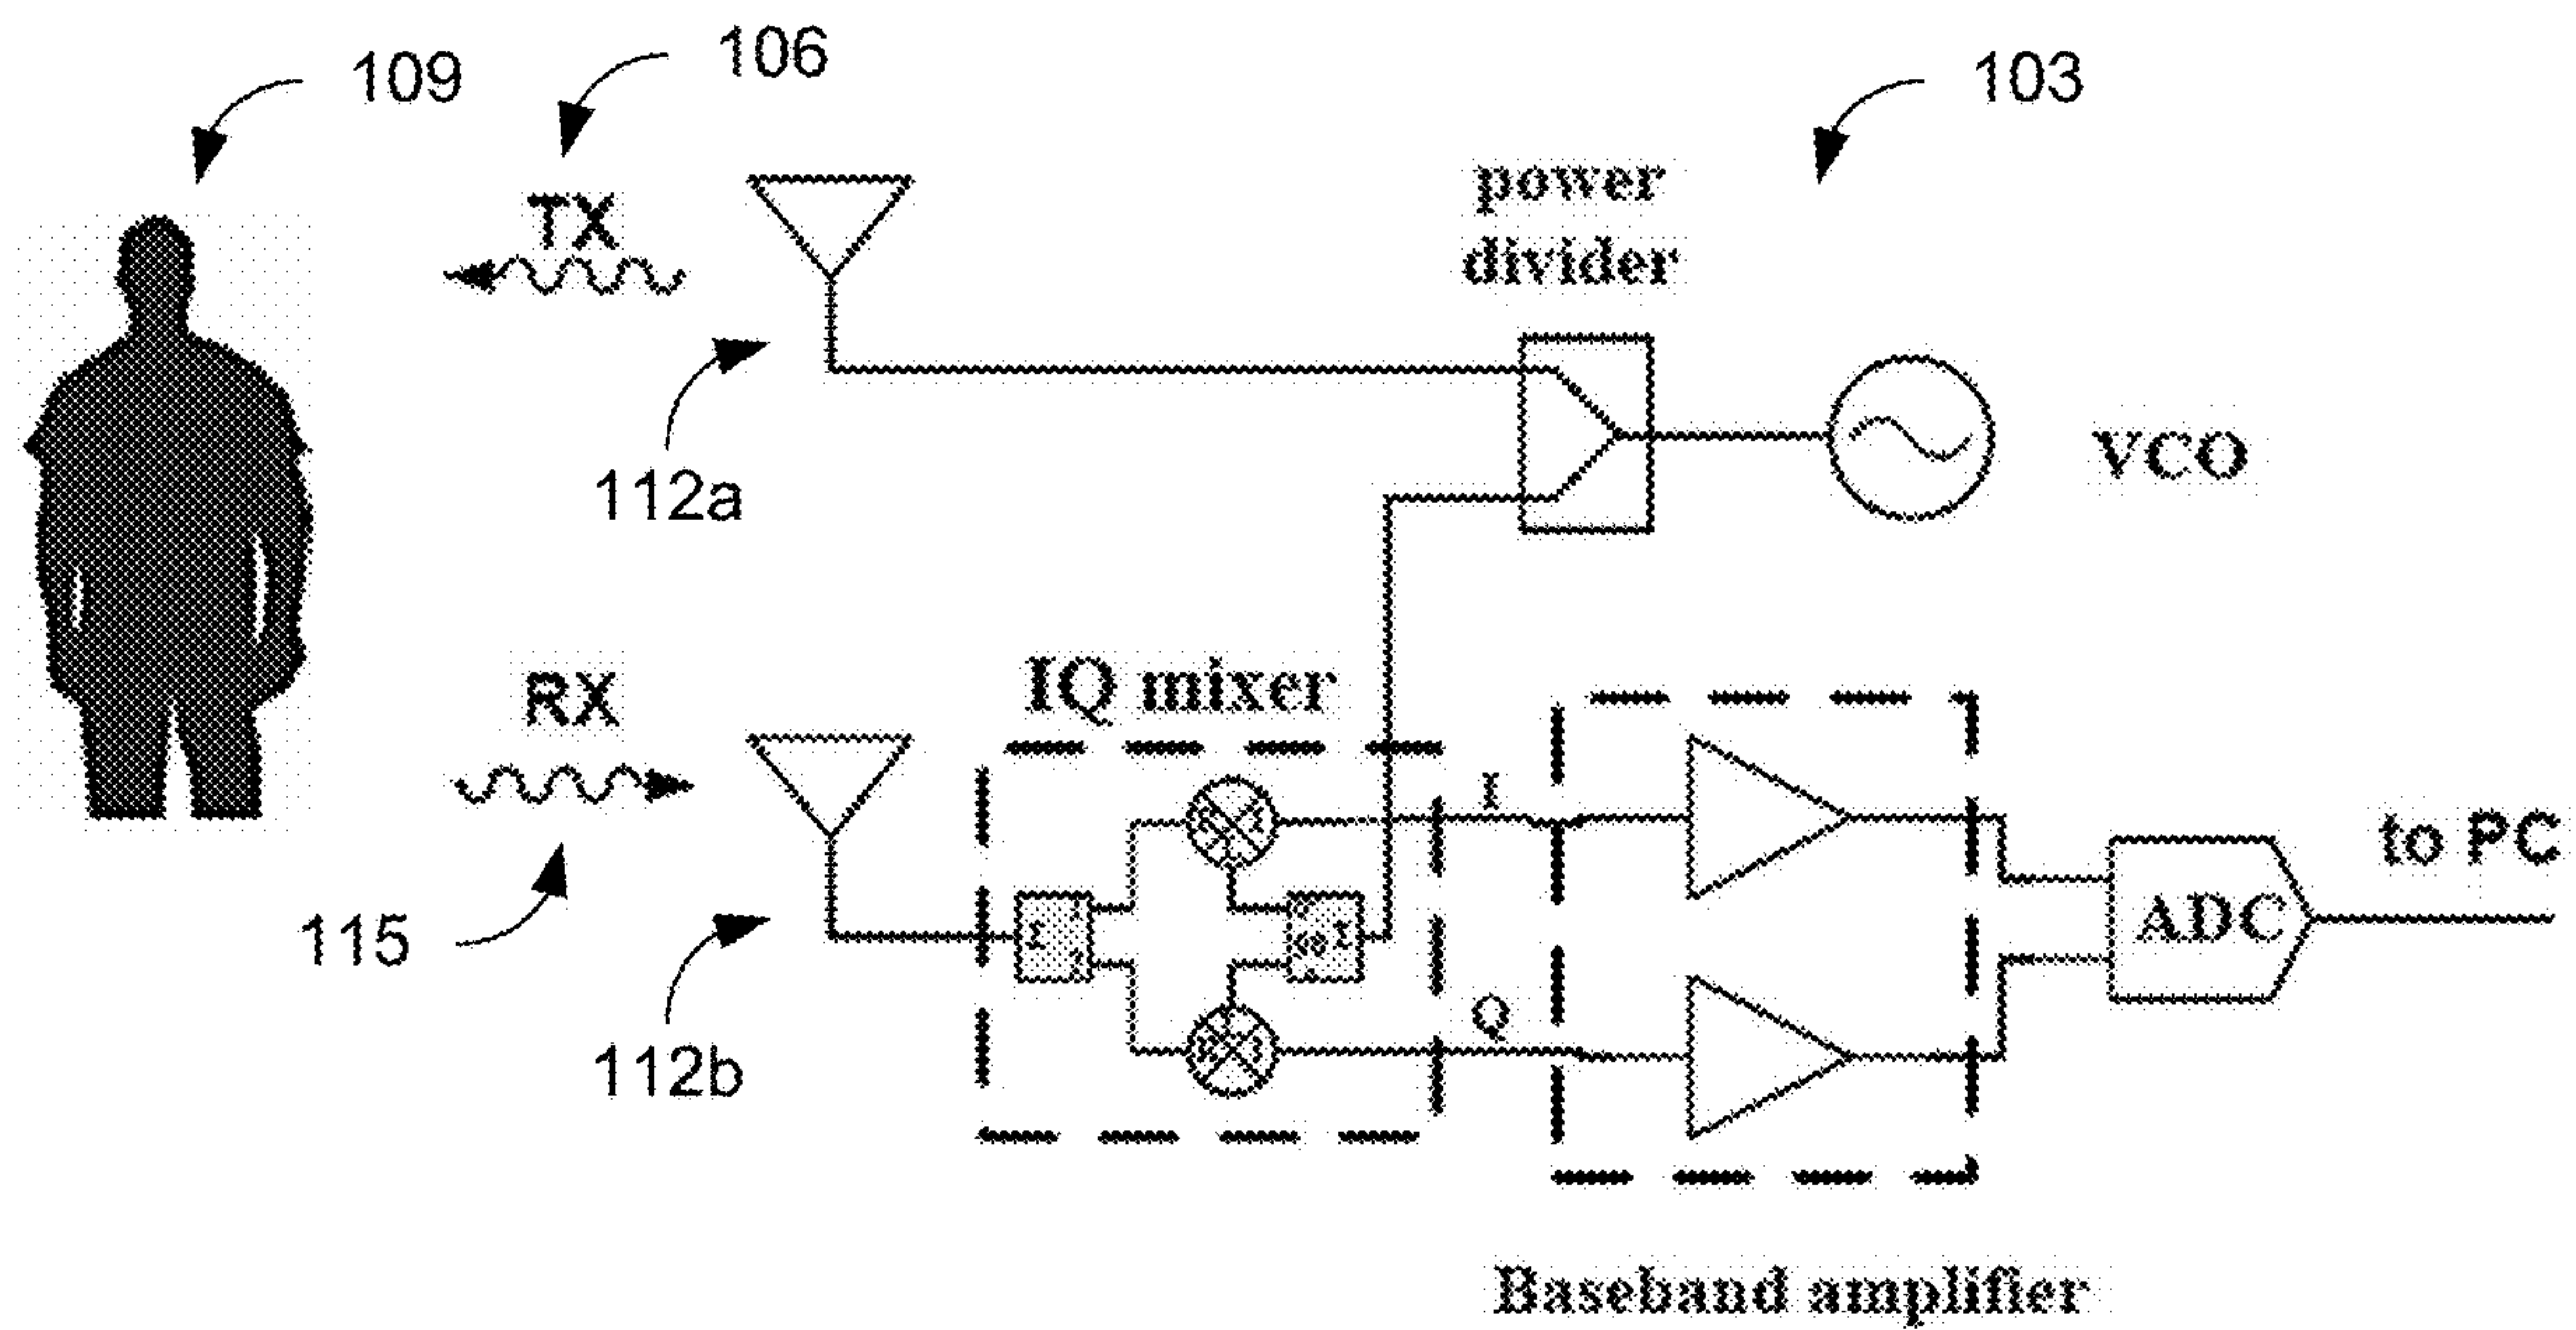 109
106
103
TX
power
divider
112a
VCO
RX
IQ mixer
I
to PC
115
ADC
112b
Q
Baseband amplifier